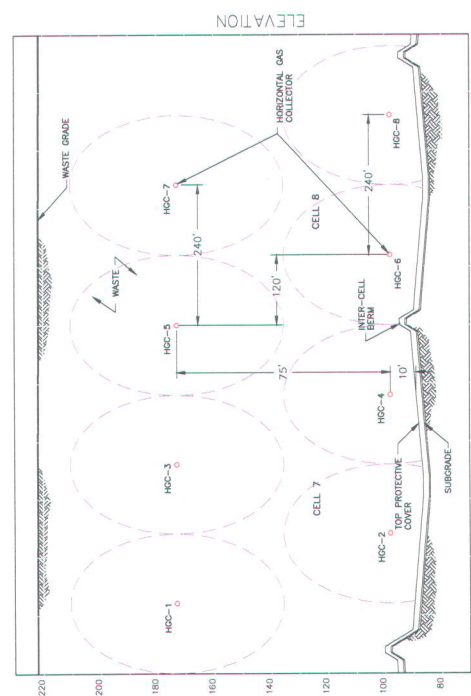 ELEVATION
220
200
180
160
140
120
100
80
WASTE GRADE
WASTE
HGC-1
HGC-3
HGC-5
HGC-7
240'
120'
75'
HORIZONTAL GAS
COLLECTOR
CELL 7
CELL 8
HGC-2
HGC-4
HGC-6
HGC-8
240'
10'
INTER-CELL
BERM
TOP PROTECTIVE
COVER
SUBGRADE